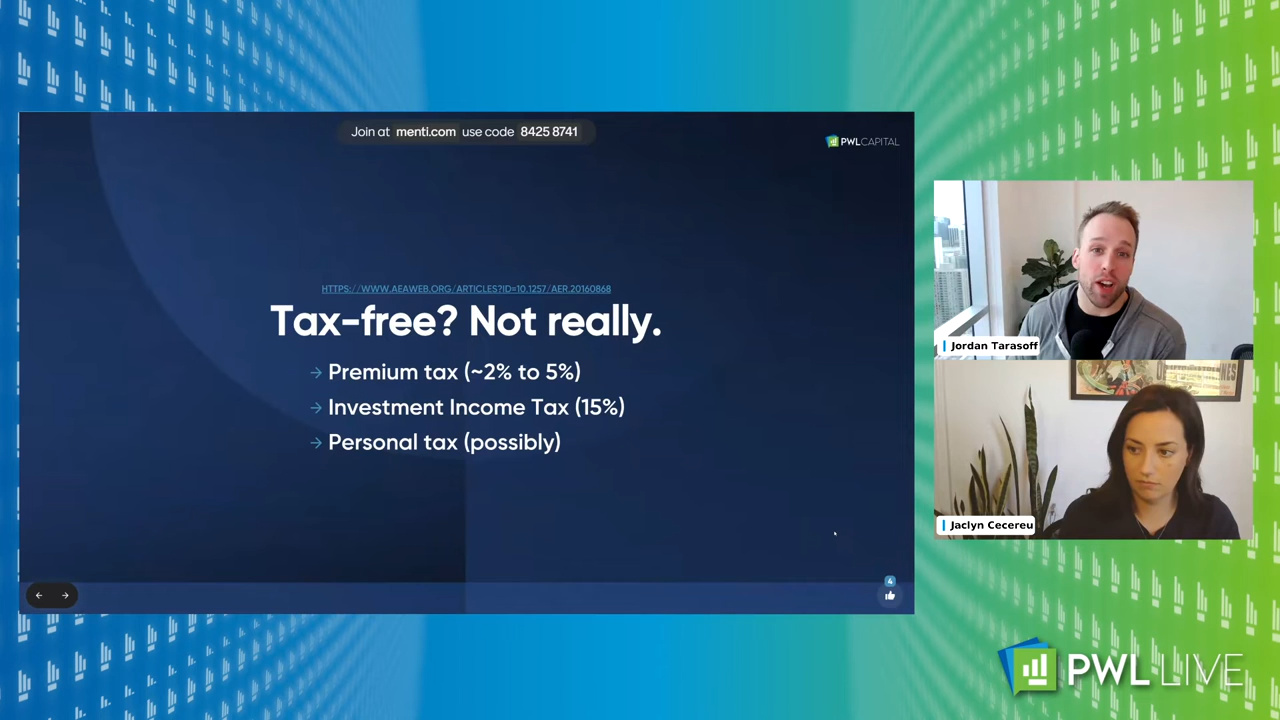 Join at menti.com use code 8425 8741
PWLCAPITAL
HTTPS://WWW.AEAWEB.ORG/ARTICLES?ID=10.1257/AER.20160868
Tax-free? Not really.
→ Premium tax (~2% to 5%)
→ Investment Income Tax (15%)
→ Personal tax (possibly)
4
Jordan Tarasoff
Jaclyn Cecereu
PWL LIVE